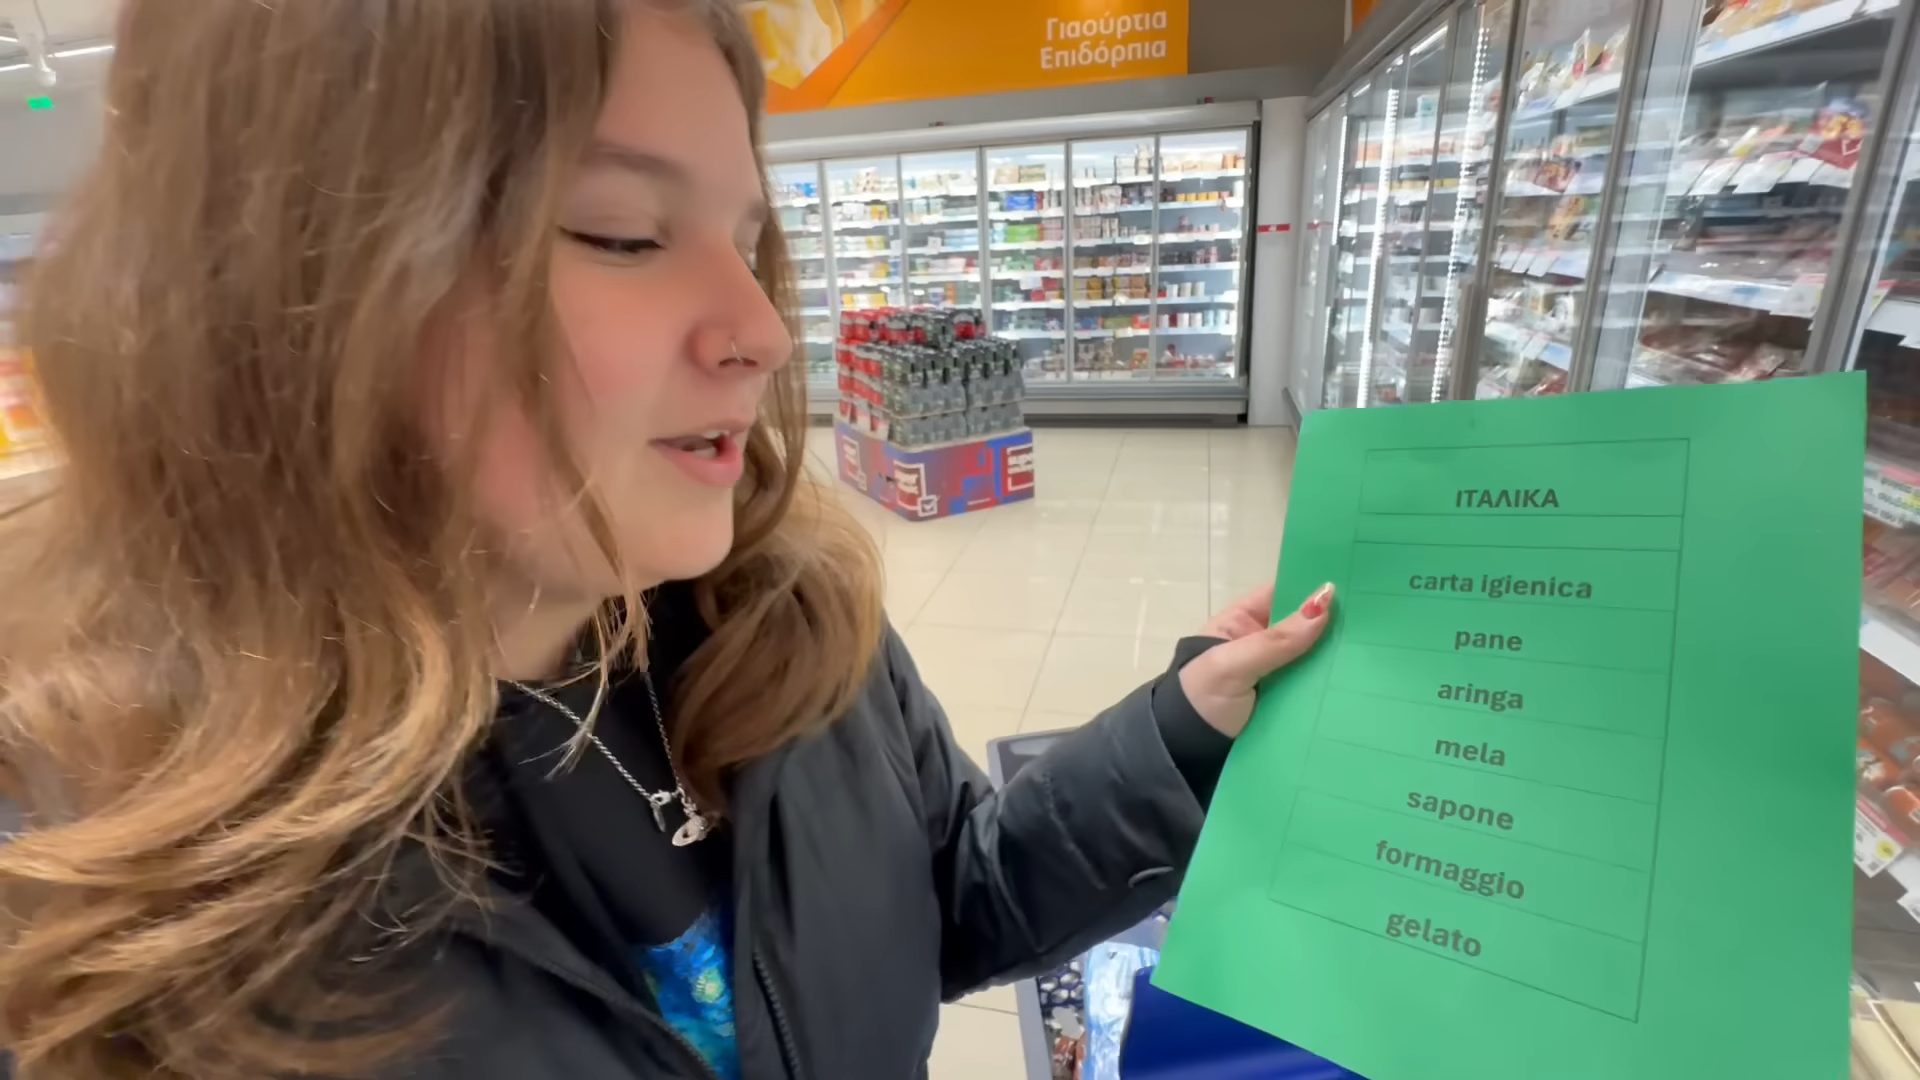 Γιαούρτια
Επιδόρπια
ΙΤΑΛΙΚΑ
carta igienica
pane
aringa
mela
sapone
formaggio
gelato